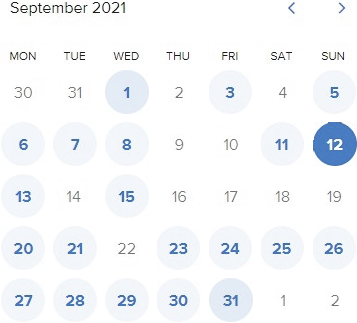 September 2021
MON TUE WED THU FRI SAT SUN
30 31 1 2 3 4 5
6 7 8 9 10 11 12
13 14 15 16 17 18 19
20 21 22 23 24 25 26
27 28 29 30 31 1 2